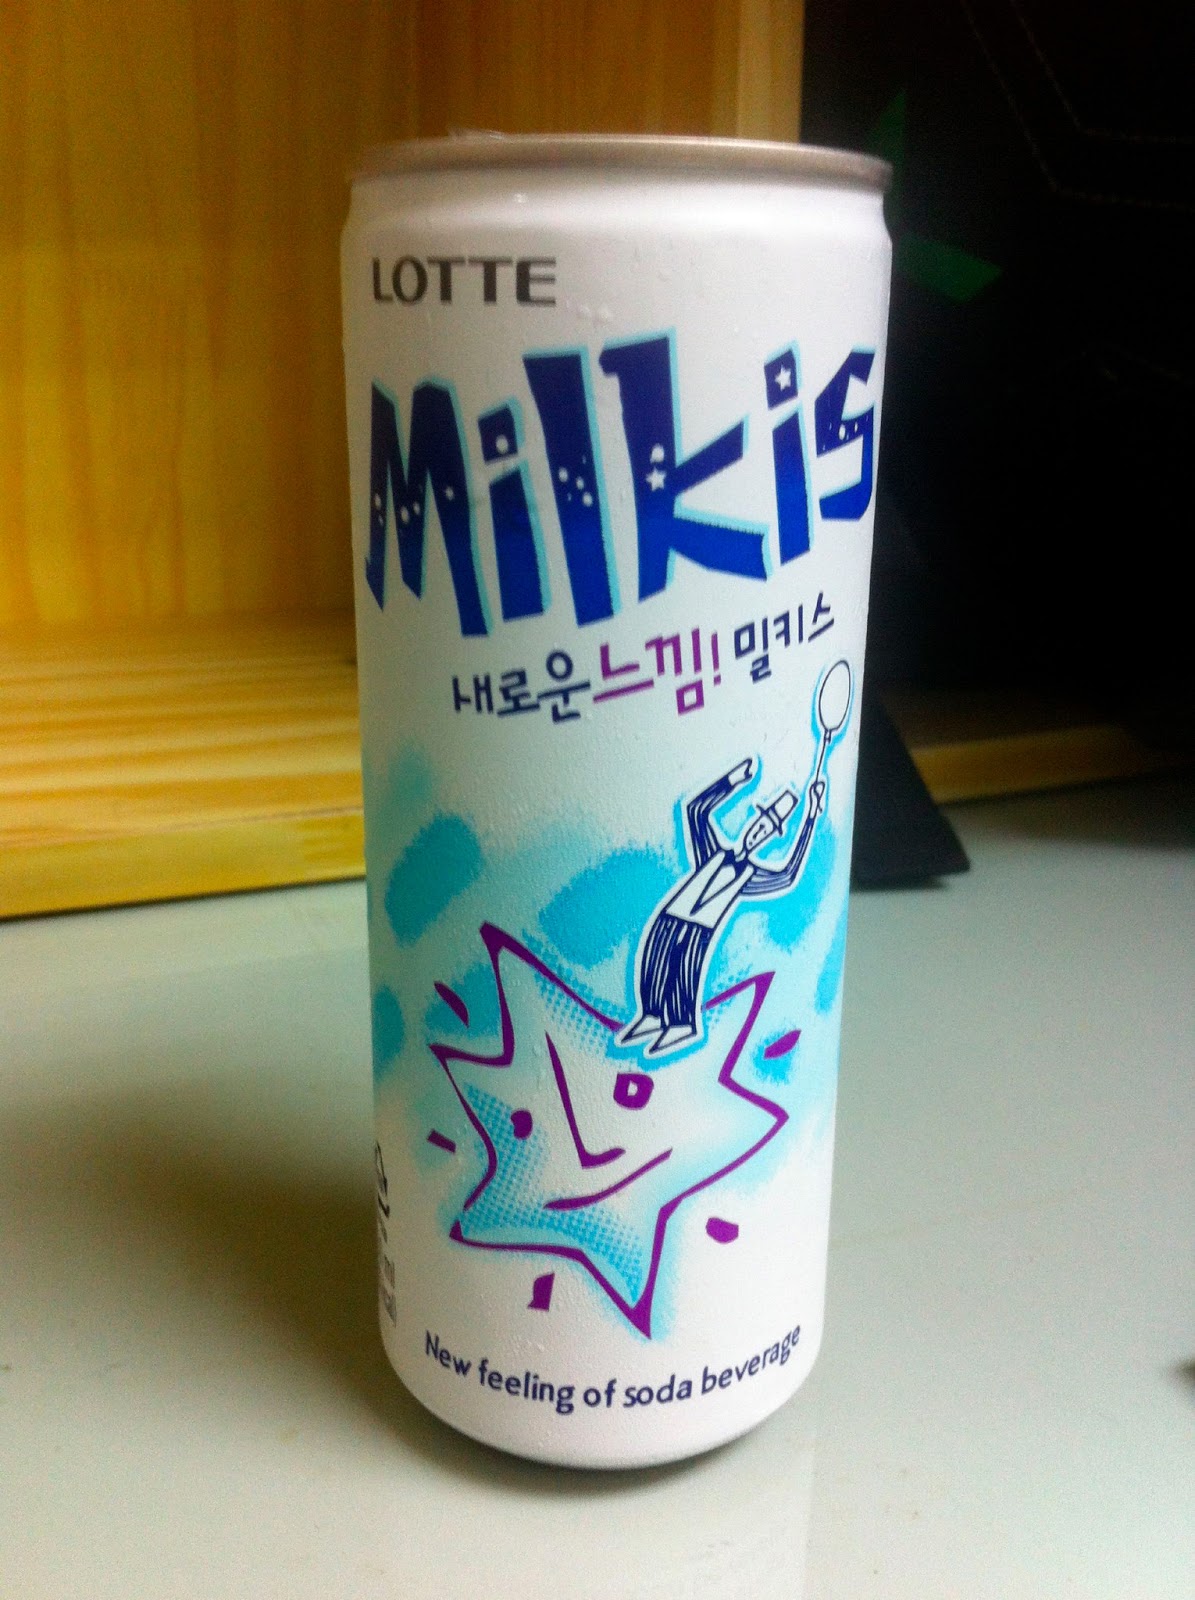 LOTTE
Milkis
새로운느낌! 밀키스
New feeling of soda beverage